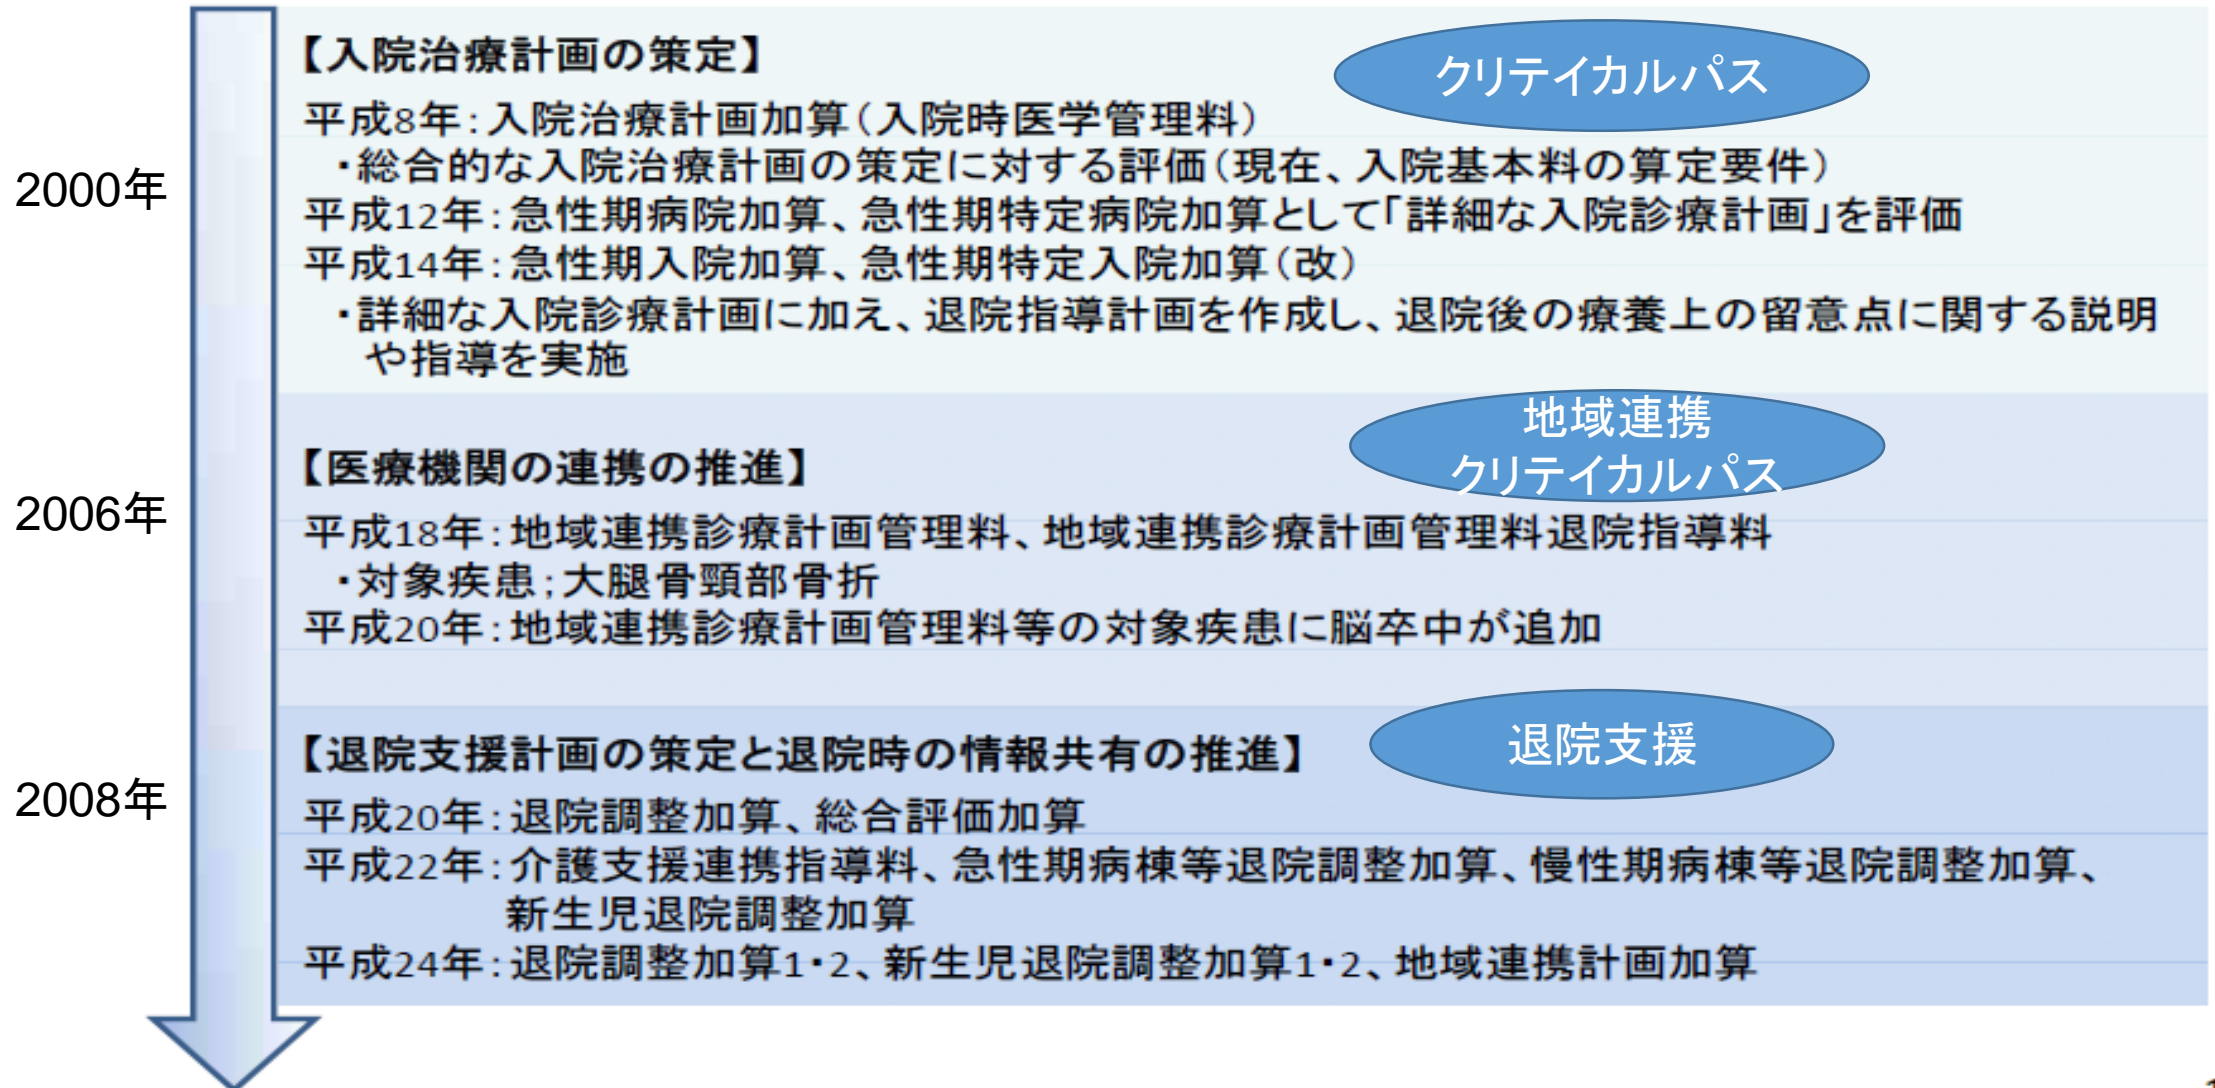 【入院治療計画の策定】
クリテイカルパス
平成8年：入院治療計画加算（入院時医学管理料）
・総合的な入院治療計画の策定に対する評価（現在、入院基本料の算定要件）
2000年
平成12年：急性期病院加算、急性期特定病院加算として「詳細な入院診療計画」を評価
平成14年：急性期入院加算、急性期特定入院加算（改）
・詳細な入院診療計画に加え、退院指導計画を作成し、退院後の療養上の留意点に関する説明
や指導を実施
地域連携
クリテイカルパス
【医療機関の連携の推進】
2006年
平成18年：地域連携診療計画管理料、地域連携診療計画管理料退院指導料
・対象疾患；大腿骨頸部骨折
平成20年：地域連携診療計画管理料等の対象疾患に脳卒中が追加
【退院支援計画の策定と退院時の情報共有の推進】
退院支援
2008年
平成20年：退院調整加算、総合評価加算
平成22年：介護支援連携指導料、急性期病棟等退院調整加算、慢性期病棟等退院調整加算、
新生児退院調整加算
平成24年：退院調整加算1・2、新生児退院調整加算1・2、地域連携計画加算